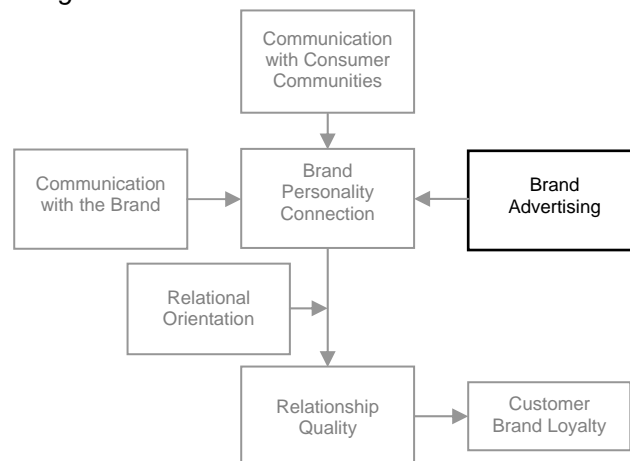 Communication
with Consumer
Communities
Communication
with the Brand
Brand
Personality
Connection
Brand
Advertising
Relational
Orientation
Relationship
Quality
Customer
Brand Loyalty